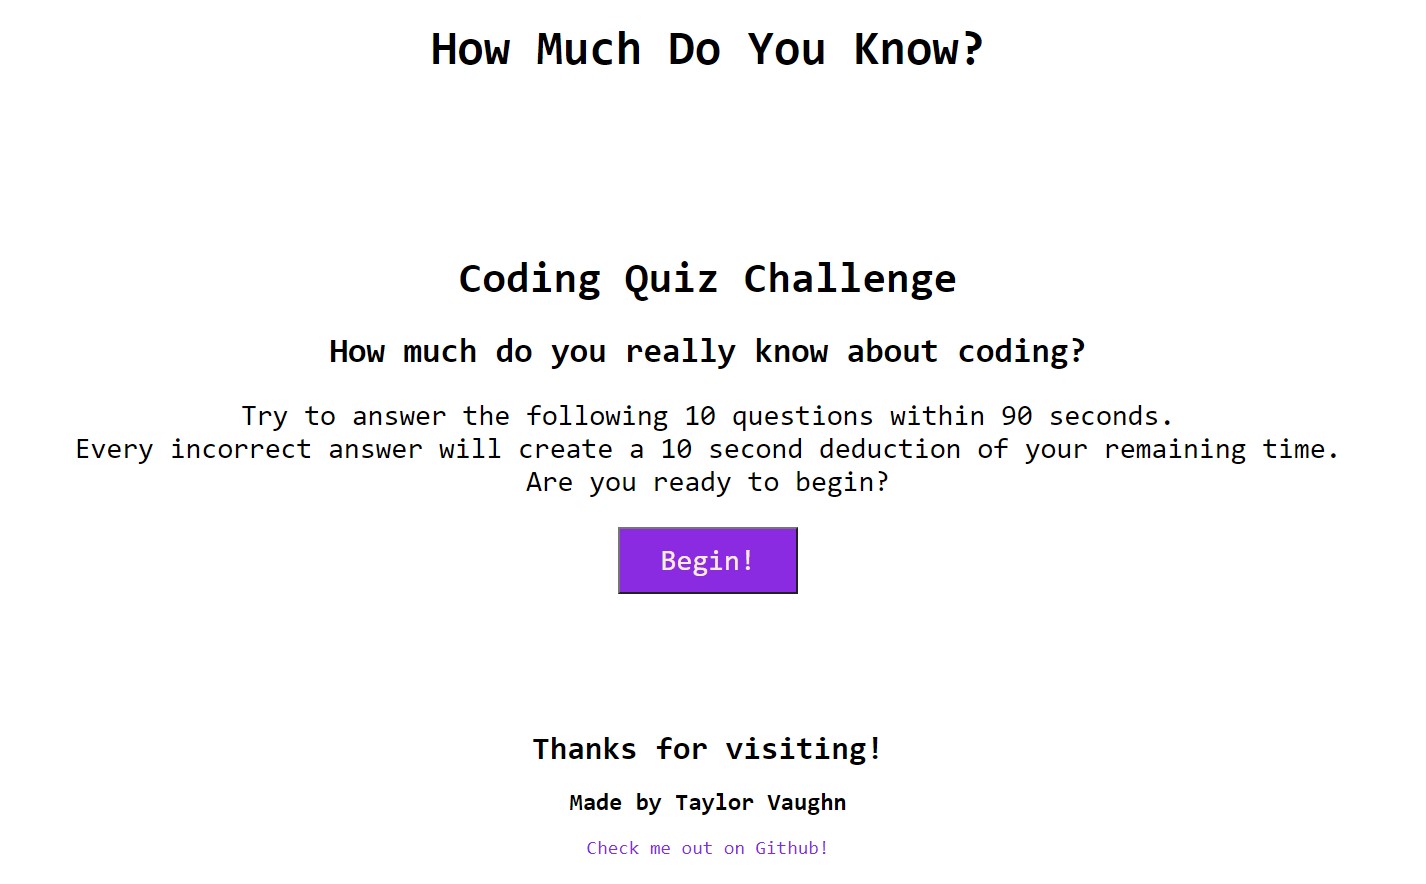 How Much Do You Know?
Coding Quiz Challenge
How much do you really know about coding?
Try to answer the following 10 questions within 90 seconds.
Every incorrect answer will create a 10 second deduction of your remaining time.
Are you ready to begin?
Begin!
Thanks for visiting!
Made by Taylor Vaughn
Check me out on Github!